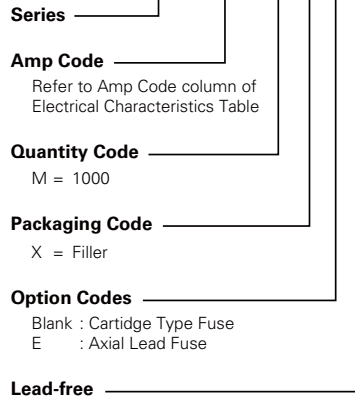 Series
Amp Code
Refer to Amp Code column of
Electrical Characteristics Table
Quantity Code
M = 1000
Packaging Code
X = Filler
Option Codes
Blank : Cartidge Type Fuse
E : Axial Lead Fuse
Lead-free